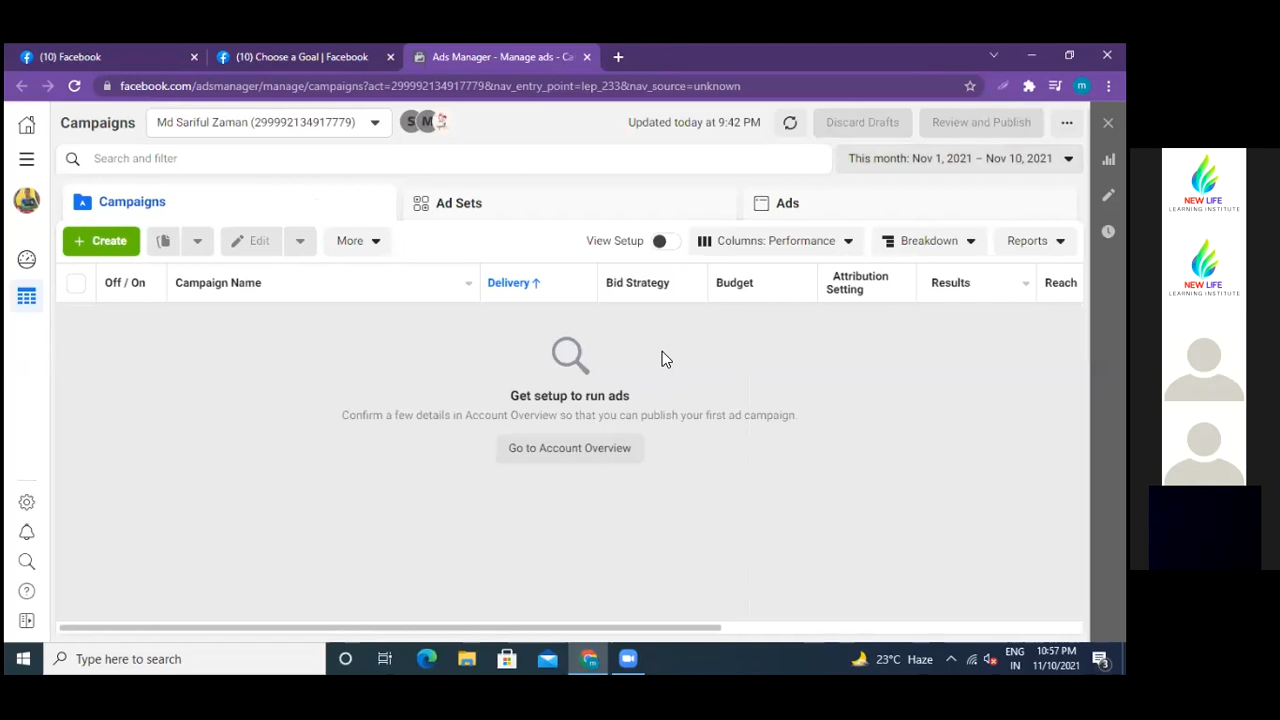 (10) Facebook
(10) Choose a Goal | Facebook
Ads Manager - Manage ads - Ca
facebook.com/adsmanager/manage/campaigns?act=299992134917779&nav_entry_point=lep_233&nav_source=unknown
m
Campaigns
Md Sariful Zaman (299992134917779)
S
M
Updated today at 9:42 PM
Discard Drafts
Review and Publish
Search and filter
This month: Nov 1, 2021 – Nov 10, 2021
Campaigns
Ad Sets
Ads
+ Create
Edit
More
View Setup
Columns: Performance
Breakdown
Reports
Off / On
Campaign Name
Delivery ↑
Bid Strategy
Budget
Attribution
Setting
Results
Reach
Get setup to run ads
Confirm a few details in Account Overview so that you can publish your first ad campaign.
Go to Account Overview
NEW LIFE
LEARNING INSTITUTE
NEW LIFE
LEARNING INSTITUTE
Type here to search
23°C Haze
ENG
IN
10:57 PM
11/10/2021
3